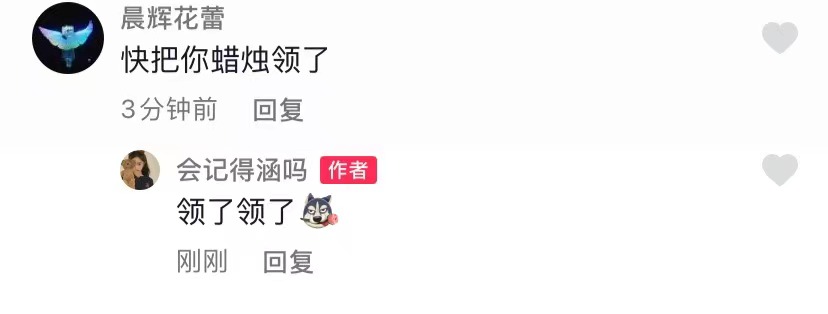 晨辉花蕾
快把你蜡烛领了
3分钟前 回复
会记得涵吗 作者
领了领了
刚刚 回复